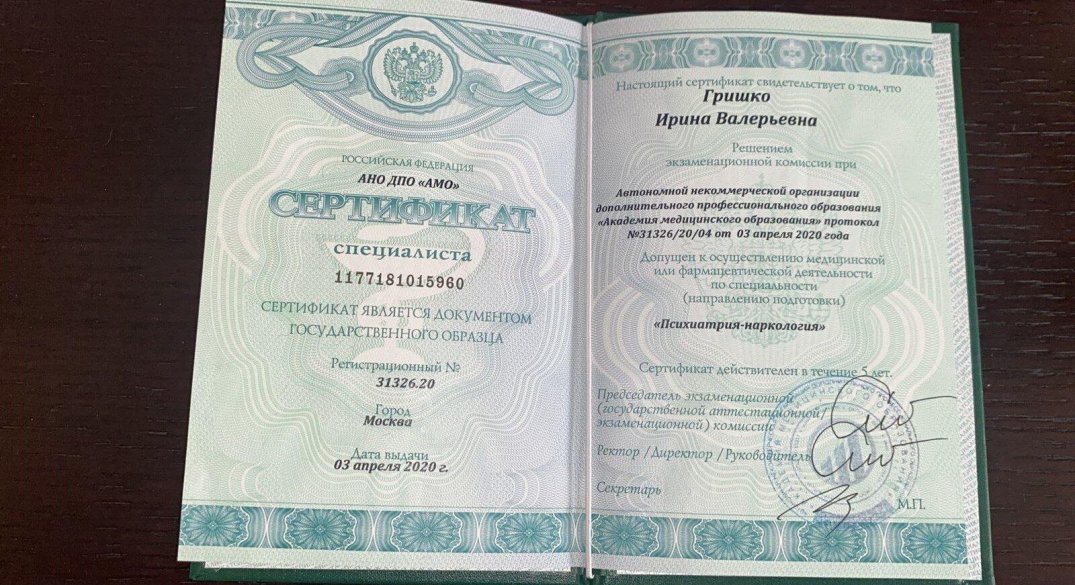 РОССИЙСКАЯ ФЕДЕРАЦИЯ
АНО ДПО «АМО»
СЕРТИФИКАТ
специалиста
1177181015960
СЕРТИФИКАТ ЯВЛЯЕТСЯ ДОКУМЕНТОМ
ГОСУДАРСТВЕННОГО ОБРАЗЦА
Регистрационный №
31326.20
Город
Москва
Дата выдачи
03 апреля 2020 г.
Настоящий сертификат свидетельствует о том, что
Гришко
Ирина Валерьевна
Решением
экзаменационной комиссии при
Автономной некоммерческой организации
дополнительного профессионального образования
«Академия медицинского образования» протокол
№31326/20/04 от 03 апреля 2020 года
Допущен к осуществлению медицинской
или фармацевтической деятельности
по специальности
(направлению подготовки)
«Психиатрия-наркология»
Сертификат действителен в течение 5 лет.
Председатель экзаменационной
(государственной аттестационной/
экзаменационной) комиссии
Ректор /Директор /Руководитель
Секретарь
М.П.